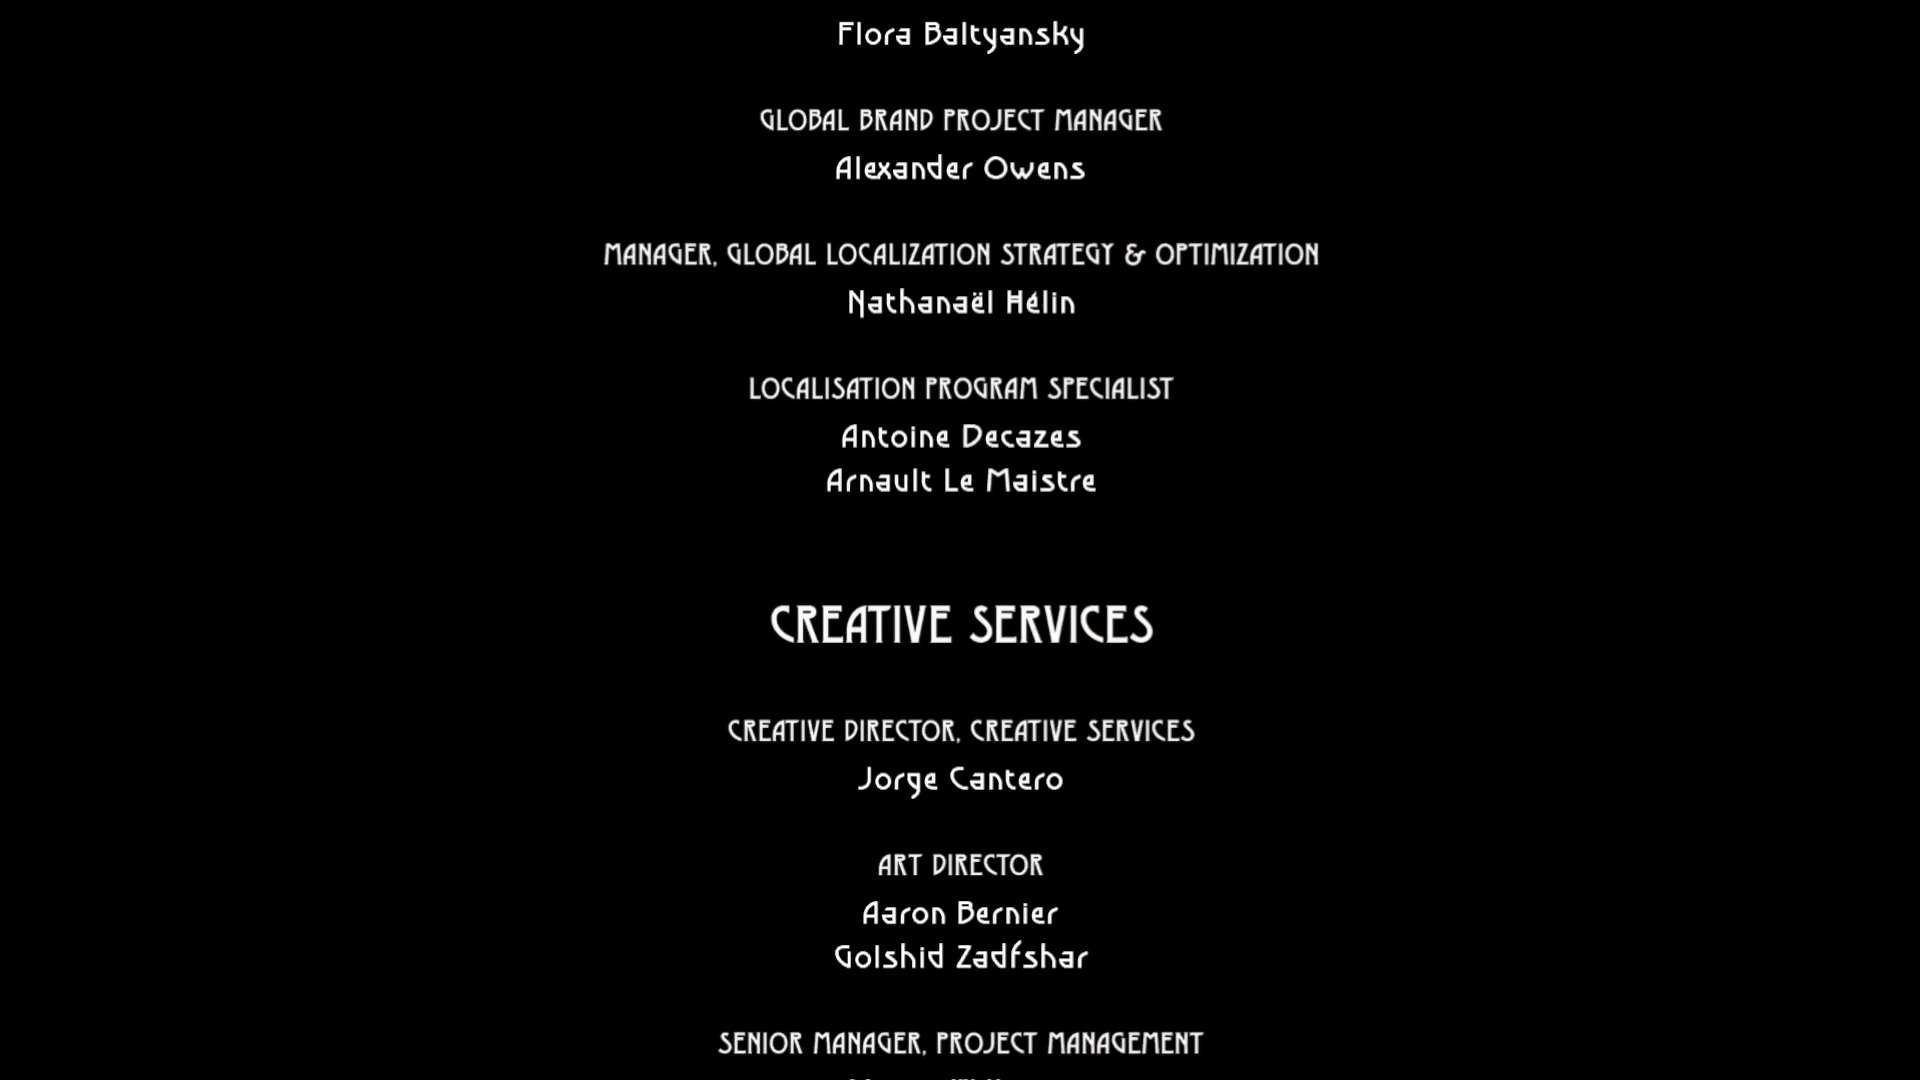 Flora Baltyansky
GLOBAL BRAND PROJECT MANAGER
Alexander Owens
MANAGER, GLOBAL LOCALIZATION STRATEGY & OPTIMIZATION
Nathanaël Hélin
LOCALISATION PROGRAM SPECIALIST
Antoine Decazes
Arnault Le Maistre
CREATIVE SERVICES
CREATIVE DIRECTOR, CREATIVE SERVICES
Jorge Cantero
ART DIRECTOR
Aaron Bernier
Golshid Zadfshar
SENIOR MANAGER, PROJECT MANAGEMENT